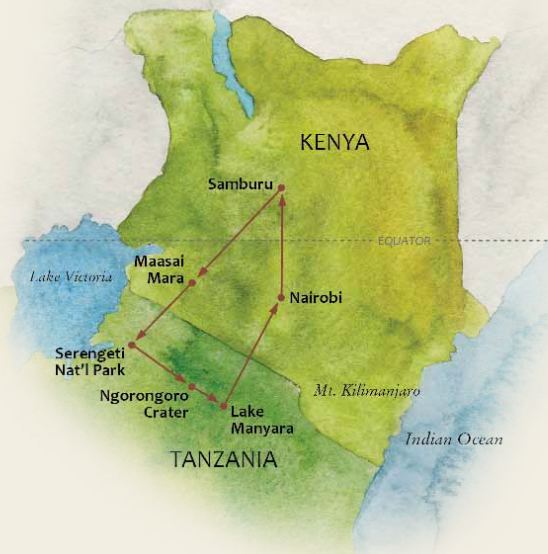 KENYA
Samburu
EQUATOR
Maasai
Mara
Lake Victoria
Nairobi
Serengeti
Nat'l Park
Ngorongoro
Crater
Mt. Kilimanjaro
Lake
Manyara
Indian Ocean
TANZANIA